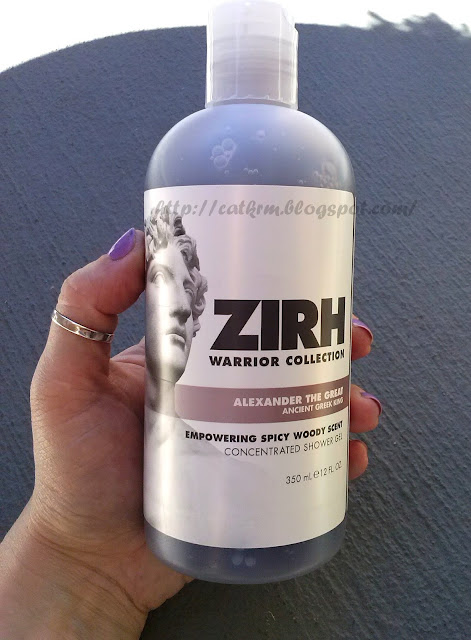 http://catkrm.blogspot.com/
ZIRH
WARRIOR COLLECTION
ALEXANDER THE GREAT
ANCIENT GREEK KING
EMPOWERING SPICY WOODY SCENT
CONCENTRATED SHOWER GEL
350 mL ℮ 12 FL OZ.